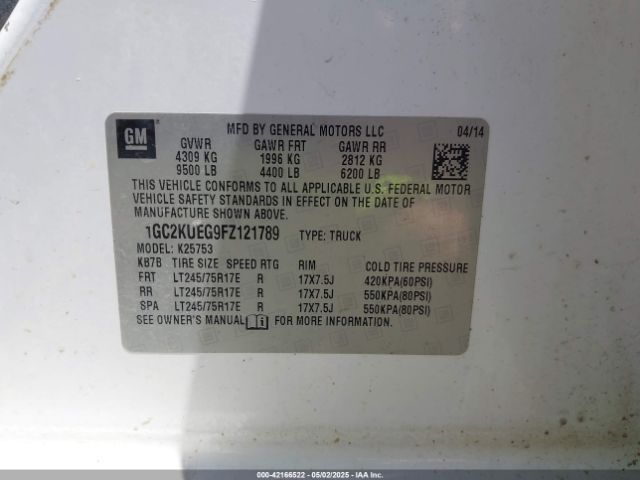 GM
MFD BY GENERAL MOTORS LLC 04/14
GVWR GAWR FRT GAWR RR
4309 KG 1996 KG 2812 KG
9500 LB 4400 LB 6200 LB
THIS VEHICLE CONFORMS TO ALL APPLICABLE U.S. FEDERAL MOTOR
VEHICLE SAFETY STANDARDS IN EFFECT ON THE DATE OF
MANUFACTURE SHOWN ABOVE.
1GC2KUEG9FZ121789 TYPE: TRUCK
MODEL: K25753
K87B TIRE SIZE SPEED RTG RIM COLD TIRE PRESSURE
FRT LT245/75R17E R 17X7.5J 420KPA(60PSI)
RR LT245/75R17E R 17X7.5J 550KPA(80PSI)
SPA LT245/75R17E R 17X7.5J 550KPA(80PSI)
SEE OWNER'S MANUAL i FOR MORE INFORMATION.
000-42166522 - 05/02/2025 - COPYRIGHT © IAA, LLC